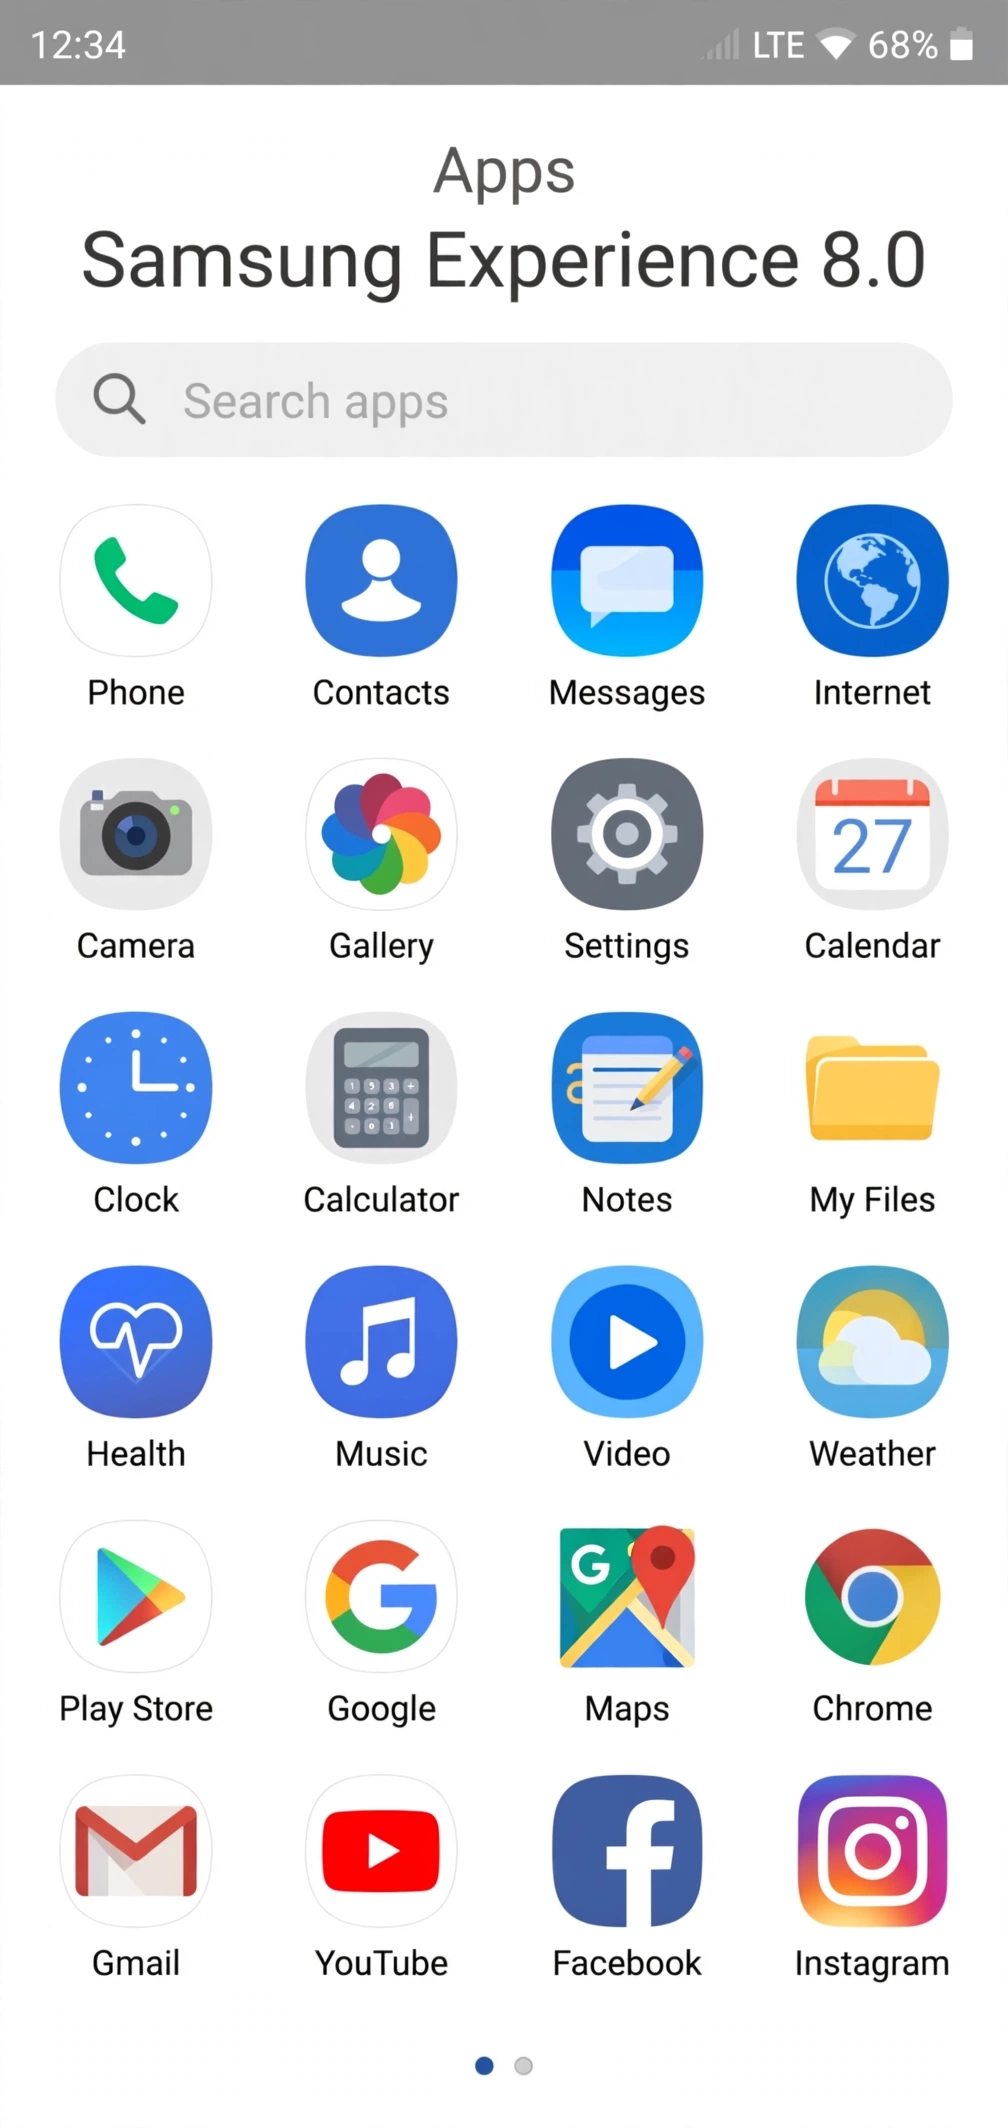 12:34 LTE 68%
Apps
Samsung Experience 8.0
Search apps
Phone Contacts Messages Internet
27
Camera Gallery Settings Calendar
Clock Calculator Notes My Files
Health Music Video Weather
G
Play Store Google Maps Chrome
Gmail YouTube Facebook Instagram